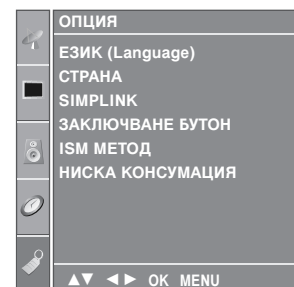 ОПЦИЯ
ЕЗИК (Language)
СТРАНА
SIMPLINK
ЗАКЛЮЧВАНЕ БУТОН
ISM МЕТОД
НИСКА КОНСУМАЦИЯ
▲▼ ◄► OK MENU